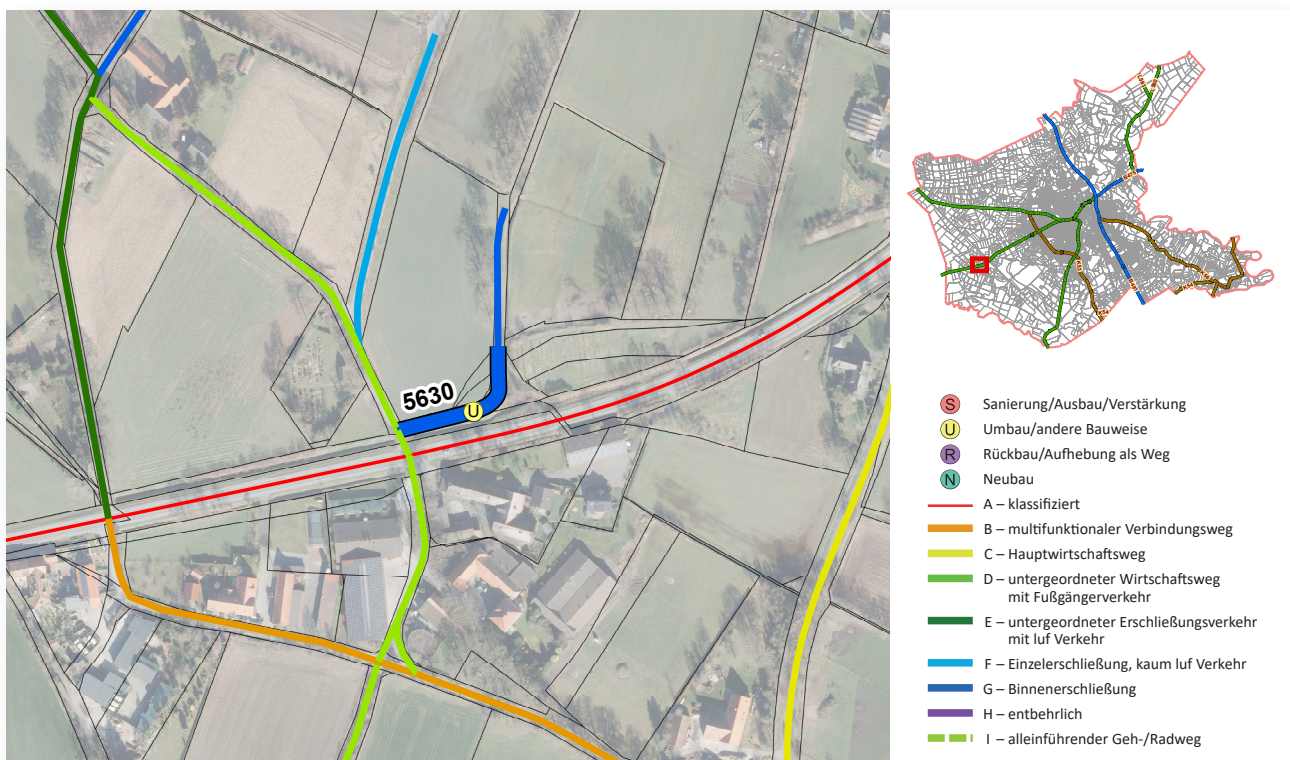 5630
U
S Sanierung/Ausbau/Verstärkung
U Umbau/andere Bauweise
R Rückbau/Aufhebung als Weg
N Neubau
A – klassifiziert
B – multifunktionaler Verbindungsweg
C – Hauptwirtschaftsweg
D – untergeordneter Wirtschaftsweg
mit Fußgängerverkehr
E – untergeordneter Erschließungsverkehr
mit luf Verkehr
F – Einzelerschließung, kaum luf Verkehr
G – Binnenerschließung
H – entbehrlich
I – alleinführender Geh-/Radweg